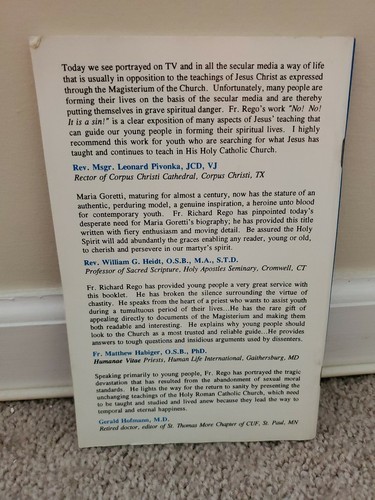 Today we see portrayed on TV and in all the secular media a way of life
that is usually in opposition to the teachings of Jesus Christ as expressed
through the Magisterium of the Church. Unfortunately, many people are
forming their lives on the basis of the secular media and are thereby
putting themselves in grave spiritual danger. Fr. Rego's work "No! No!
It is a sin!" is a clear exposition of many aspects of Jesus' teaching that
can guide our young people in forming their spiritual lives. I highly
recommend this work for youth who are searching for what Jesus has
taught and continues to teach in His Holy Catholic Church.
Rev. Msgr. Leonard Pivonka, JCD, VJ
Rector of Corpus Christi Cathedral, Corpus Christi, TX
Maria Goretti, maturing for almost a century, now has the stature of an
authentic, perduring model, a genuine inspiration, a heroine unto blood
for contemporary youth. Fr. Richard Rego has pinpointed today's
desperate need for Maria Goretti's biography; he has provided this title
written with fiery enthusiasm and moving detail. Be assured the Holy
Spirit will add abundantly the graces enabling any reader, young or old,
to cherish and persevere in our martyr's spirit.
Rev. William G. Heidt, O.S.B., M.A., S.T.D.
Professor of Sacred Scripture, Holy Apostles Seminary, Cromwell, CT
Fr. Richard Rego has provided young people a very great service with
this booklet. He has broken the silence surrounding the virtue of
chastity. He speaks from the heart of a priest who wants to assist youth
during a tumultuous period of their lives...He has the rare gift of
appealing directly to documents of the Magisterium and making them
both readable and interesting. He explains why young people should
look to the Church as a most trusted and reliable guide...He provides
answers to tough questions and insidious arguments used by dissenters.
Fr. Matthew Habiger, O.S.B., PhD.
Humanae Vitae Priests, Human Life International, Gaithersburg, MD
Speaking primarily to young people, Fr. Rego has portrayed the tragic
devastation that has resulted from the abandonment of sexual moral
standards. He lights the way for the return to sanity by presenting the
unchanging teachings of the Holy Roman Catholic Church, which need
to be taught and studied and lived anew because they lead the way to
temporal and eternal happiness.
Gerald Hofmann, M.D.
Retired doctor, editor of St. Thomas More Chapter of CUF, St. Paul, MN